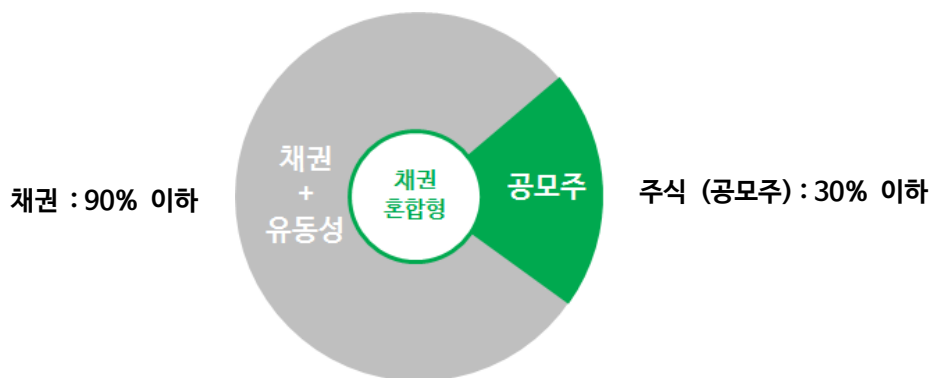 채권 : 90% 이하
채권
+
유동성
채권
혼합형
공모주
주식 (공모주) : 30% 이하